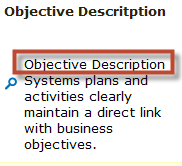 Objective Descritption
Objective Description
Systems plans and
activities clearly
maintain a direct link
with business
objectives.